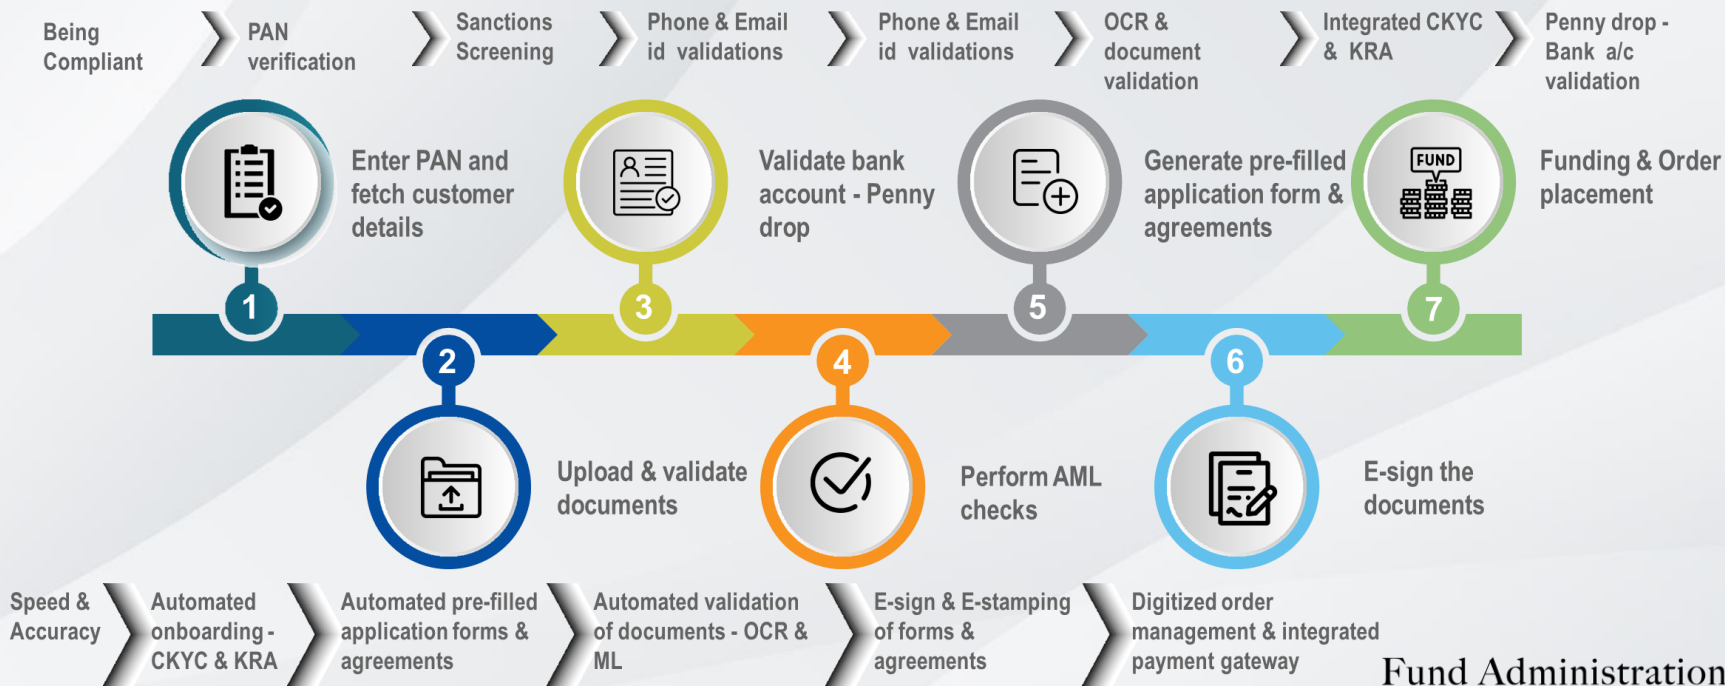 Being
Compliant
PAN
verification
Sanctions
Screening
Phone & Email
id validations
Phone & Email
id validations
OCR &
document
validation
Integrated CKYC
& KRA
Penny drop -
Bank a/c
validation
Enter PAN and
fetch customer
details
Validate bank
account - Penny
drop
Generate pre-filled
application form &
agreements
FUND
Funding & Order
placement
1
3
5
7
2
4
6
Upload & validate
documents
Perform AML
checks
E-sign the
documents
Speed &
Accuracy
Automated
onboarding -
CKYC & KRA
Automated pre-filled
application forms &
agreements
Automated validation
of documents - OCR &
ML
E-sign & E-stamping
of forms &
agreements
Digitized order
management & integrated
payment gateway
Fund Administration